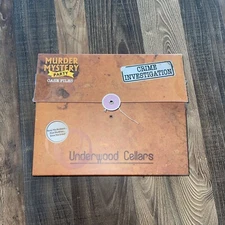 MURDER
MYSTERY
PARTY
CASE FILES
CRIME
INVESTIGATION
Underwood Cellars